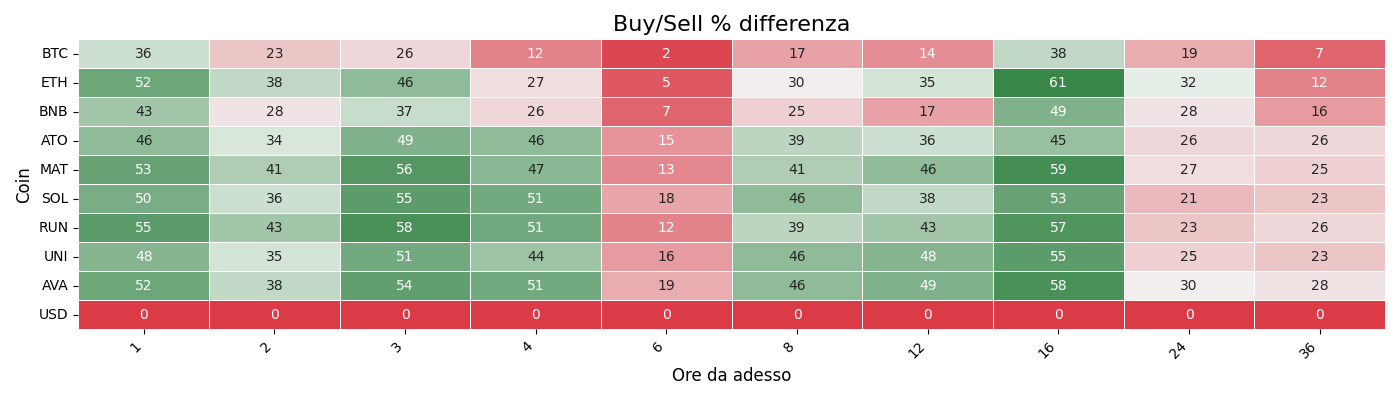 Buy/Sell % differenza
Coin
BTC 36 23 26 12 2 17 14 38 19 7
ETH 52 38 46 27 5 30 35 61 32 12
BNB 43 28 37 26 7 25 17 49 28 16
ATO 46 34 49 46 15 39 36 45 26 26
MAT 53 41 56 47 13 41 46 59 27 25
SOL 50 36 55 51 18 46 38 53 21 23
RUN 55 43 58 51 12 39 43 57 23 26
UNI 48 35 51 44 16 46 48 55 25 23
AVA 52 38 54 51 19 46 49 58 30 28
USD 0 0 0 0 0 0 0 0 0 0
1 2 3 4 6 8 12 16 24 36
Ore da adesso